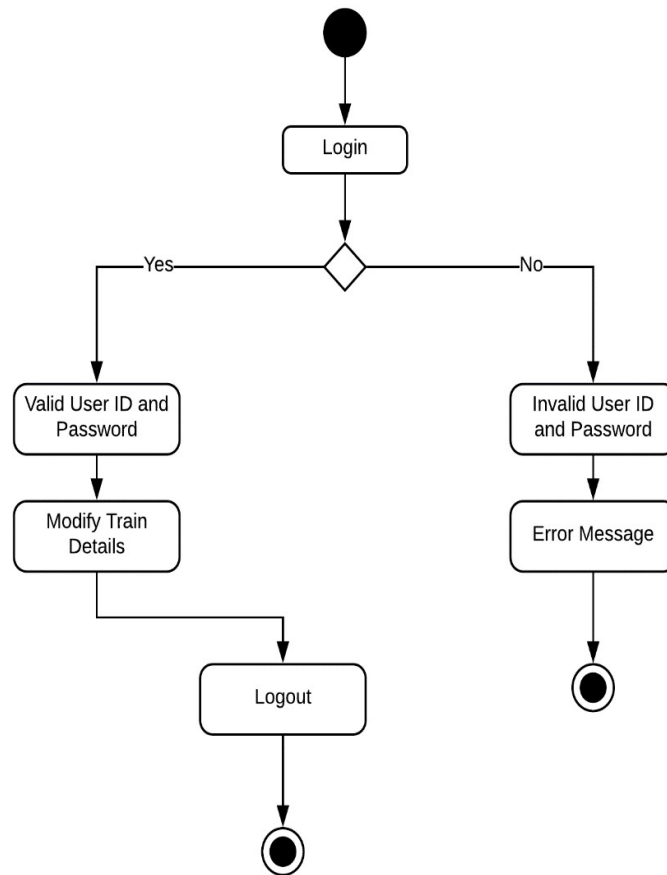 Login
Yes
No
Valid User ID and
Password
Invalid User ID
and Password
Modify Train
Details
Error Message
Logout